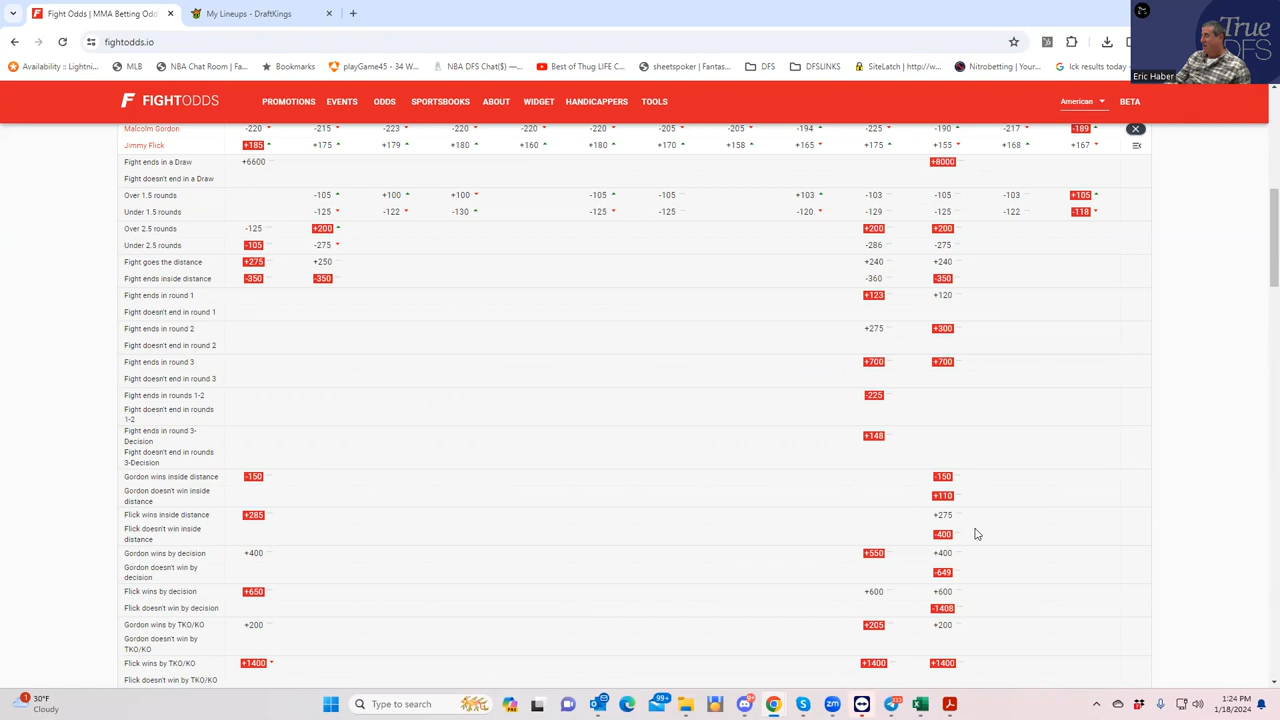 Fight Odds | MMA Betting Odd
My Lineups - DraftKings
fightodds.io
Availability :: Lightni...
MLB
NBA Chat Room | Fa...
Bookmarks
playGame45 - 34 W...
NBA DFS Chat($) —...
Best of Thug LIFE C...
sheetspoker | Fanta...
DFS
DFSLINKS
SiteLatch | http://w...
Nitrobetting | Your...
Ick results today - f...
True
DFS
Eric Haber
FIGHTODDS PROMOTIONS EVENTS ODDS SPORTSBOOKS ABOUT WIDGET HANDICAPPERS TOOLS American BETA
Malcolm Gordon -220 -215 -223 -220 -220 -220 -205 -205 -194 -225 -190 -217 -189
Jimmy Flick +185 +175 +179 +180 +160 +180 +170 +158 +165 +175 +155 +168 +167
Fight ends in a Draw +6600 +8000
Fight doesn't end in a Draw
Over 1.5 rounds -105 +100 +100 -105 -105 +103 -103 -105 -103 +105
Under 1.5 rounds -125 -122 -130 -125 -125 -120 -129 -125 -122 -118
Over 2.5 rounds -125 +200 +200 +200
Under 2.5 rounds -105 -275 -286 -275
Fight goes the distance +275 +250 +240 +240
Fight ends inside distance -350 -350 -360 -350
Fight ends in round 1 +123 +120
Fight doesn't end in round 1
Fight ends in round 2 +275 +300
Fight doesn't end in round 2
Fight ends in round 3 +700 +700
Fight doesn't end in round 3
Fight ends in rounds 1-2 -225
Fight doesn't end in rounds
1-2
Fight ends in round 3-
Decision +148
Fight doesn't end in rounds
3-Decision
Gordon wins inside distance -150 -150
Gordon doesn't win inside
distance +110
Flick wins inside distance +285 +275
Flick doesn't win inside
distance -400
Gordon wins by decision +400 +550 +400
Gordon doesn't win by
decision -649
Flick wins by decision +650 +600 +600
Flick doesn't win by decision -1408
Gordon wins by TKO/KO +200 +205 +200
Gordon doesn't win by
TKO/KO
Flick wins by TKO/KO +1400 +1400 +1400
Flick doesn't win by TKO/KO
1
30°F
Cloudy
Type to search
99+
1:24 PM
1/18/2024